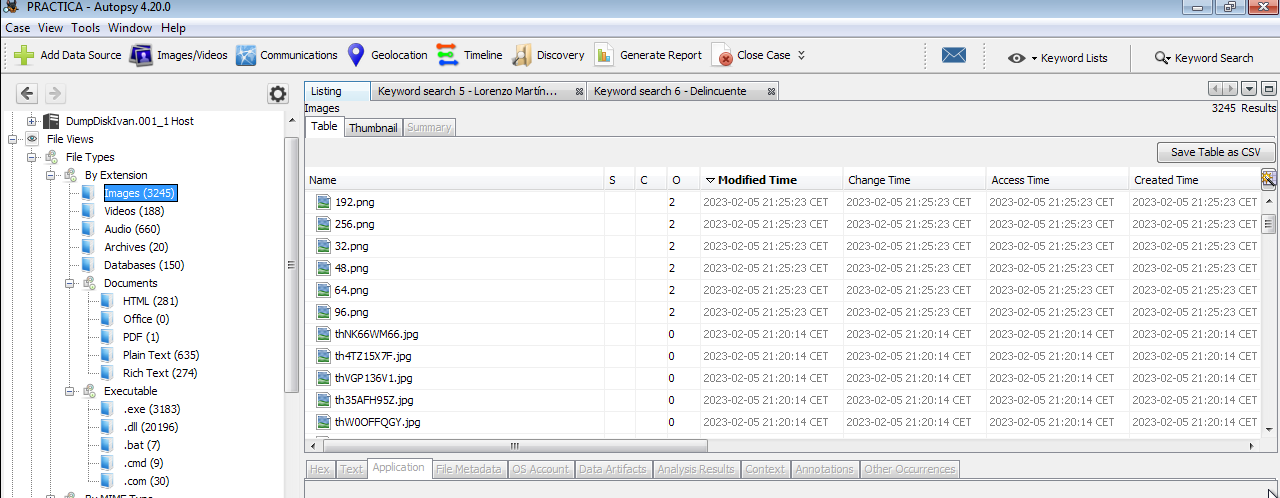 PRACTICA - Autopsy 4.20.0
Case View Tools Window Help
Add Data Source Images/Videos Communications Geolocation Timeline Discovery Generate Report Close Case Keyword Lists Keyword Search
DumpDiskIvan.001_1 Host
File Views
File Types
By Extension
Images (3245)
Videos (188)
Audio (660)
Archives (20)
Databases (150)
Documents
HTML (281)
Office (0)
PDF (1)
Plain Text (635)
Rich Text (274)
Executable
.exe (3183)
.dll (20196)
.bat (7)
.cmd (9)
.com (30)
By MIME Type
Listing Keyword search 5 - Lorenzo Martín... Keyword search 6 - Delincuente
Images 3245 Results
Table Thumbnail Summary
Save Table as CSV
Name S C O Modified Time Change Time Access Time Created Time
192.png 2 2023-02-05 21:25:23 CET 2023-02-05 21:25:23 CET 2023-02-05 21:25:23 CET 2023-02-05 21:25:23 CET
256.png 2 2023-02-05 21:25:23 CET 2023-02-05 21:25:23 CET 2023-02-05 21:25:23 CET 2023-02-05 21:25:23 CET
32.png 2 2023-02-05 21:25:23 CET 2023-02-05 21:25:23 CET 2023-02-05 21:25:23 CET 2023-02-05 21:25:23 CET
48.png 2 2023-02-05 21:25:23 CET 2023-02-05 21:25:23 CET 2023-02-05 21:25:23 CET 2023-02-05 21:25:23 CET
64.png 2 2023-02-05 21:25:23 CET 2023-02-05 21:25:23 CET 2023-02-05 21:25:23 CET 2023-02-05 21:25:23 CET
96.png 2 2023-02-05 21:25:23 CET 2023-02-05 21:25:23 CET 2023-02-05 21:25:23 CET 2023-02-05 21:25:23 CET
thNK66WM66.jpg 0 2023-02-05 21:20:14 CET 2023-02-05 21:20:14 CET 2023-02-05 21:20:14 CET 2023-02-05 21:20:14 CET
th4TZ15X7F.jpg 0 2023-02-05 21:20:14 CET 2023-02-05 21:20:14 CET 2023-02-05 21:20:14 CET 2023-02-05 21:20:14 CET
thVGP136V1.jpg 0 2023-02-05 21:20:14 CET 2023-02-05 21:20:14 CET 2023-02-05 21:20:14 CET 2023-02-05 21:20:14 CET
th35AFH95Z.jpg 0 2023-02-05 21:20:14 CET 2023-02-05 21:20:14 CET 2023-02-05 21:20:14 CET 2023-02-05 21:20:14 CET
thW0OFFQGY.jpg 0 2023-02-05 21:20:14 CET 2023-02-05 21:20:14 CET 2023-02-05 21:20:14 CET 2023-02-05 21:20:14 CET
Hex Text Application File Metadata OS Account Data Artifacts Analysis Results Context Annotations Other Occurrences